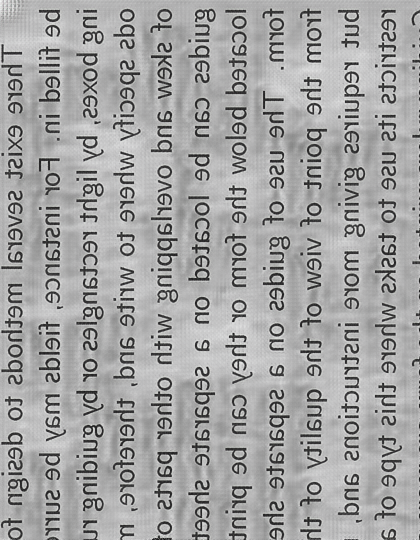 There exist several methods to design fo
be filled in. For instance, fields may be surro
ing boxes, by light rectangles or by guiding ru
ods specify where to write and, therefore, m
of skew and overlapping with other parts o
guides can be located on a separate sheet
located below the form or they can be print
form. The use of guides on a separate she
from the point of view of the quality of th
but requires giving more instructions and,
restricts its use to tasks where this type of a